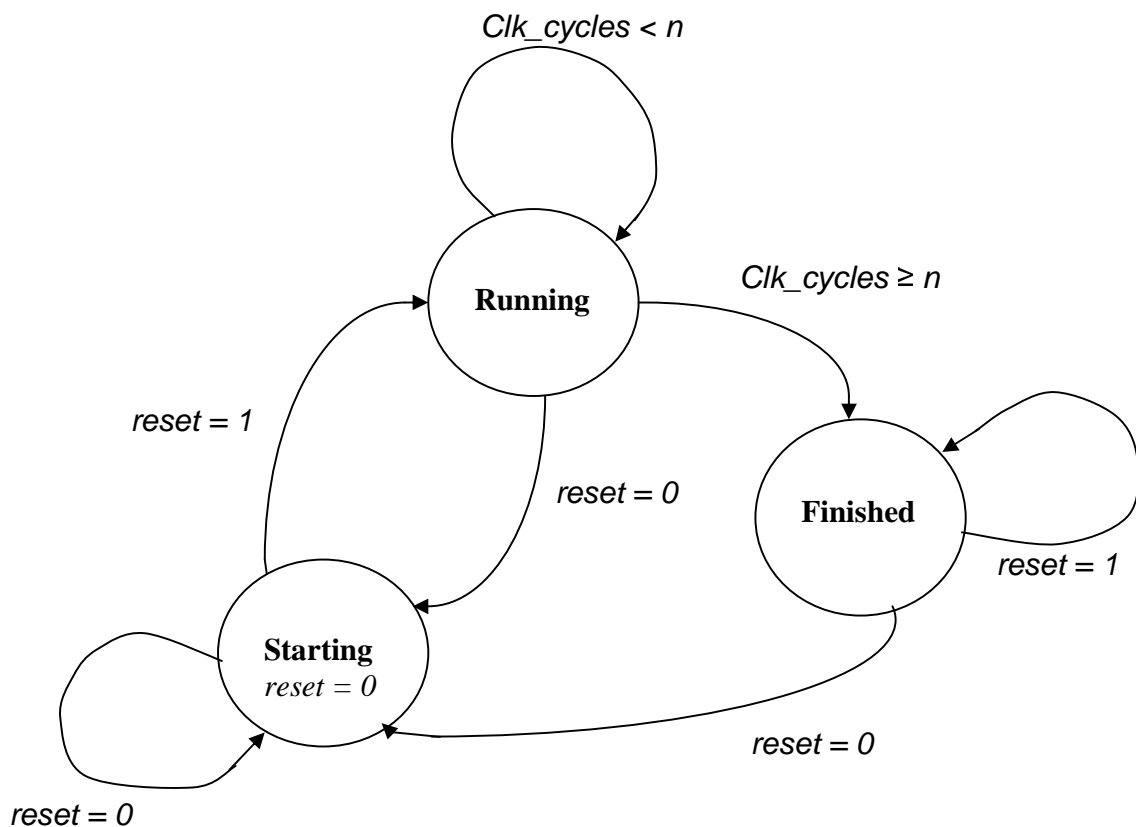 Clk_cycles < n
Clk_cycles ≥ n
Running
reset = 1
reset = 0
Finished
reset = 1
Starting
reset = 0
reset = 0
reset = 0